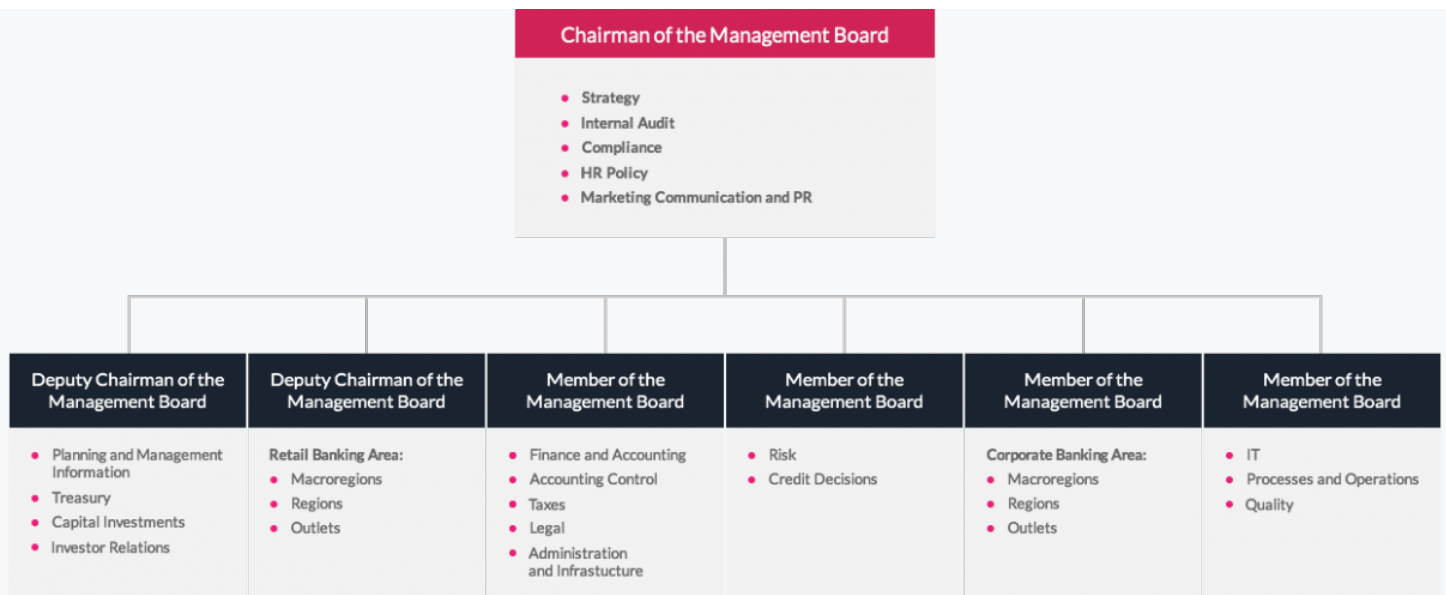 Chairman of the Management Board
Strategy
Internal Audit
Compliance
HR Policy
Marketing Communication and PR
Deputy Chairman of the
Management Board
Planning and Management
Information
Treasury
Capital Investments
Investor Relations
Deputy Chairman of the
Management Board
Retail Banking Area:
Macroregions
Regions
Outlets
Member of the
Management Board
Finance and Accounting
Accounting Control
Taxes
Legal
Administration
and Infrastucture
Member of the
Management Board
Risk
Credit Decisions
Member of the
Management Board
Corporate Banking Area:
Macroregions
Regions
Outlets
Member of the
Management Board
IT
Processes and Operations
Quality